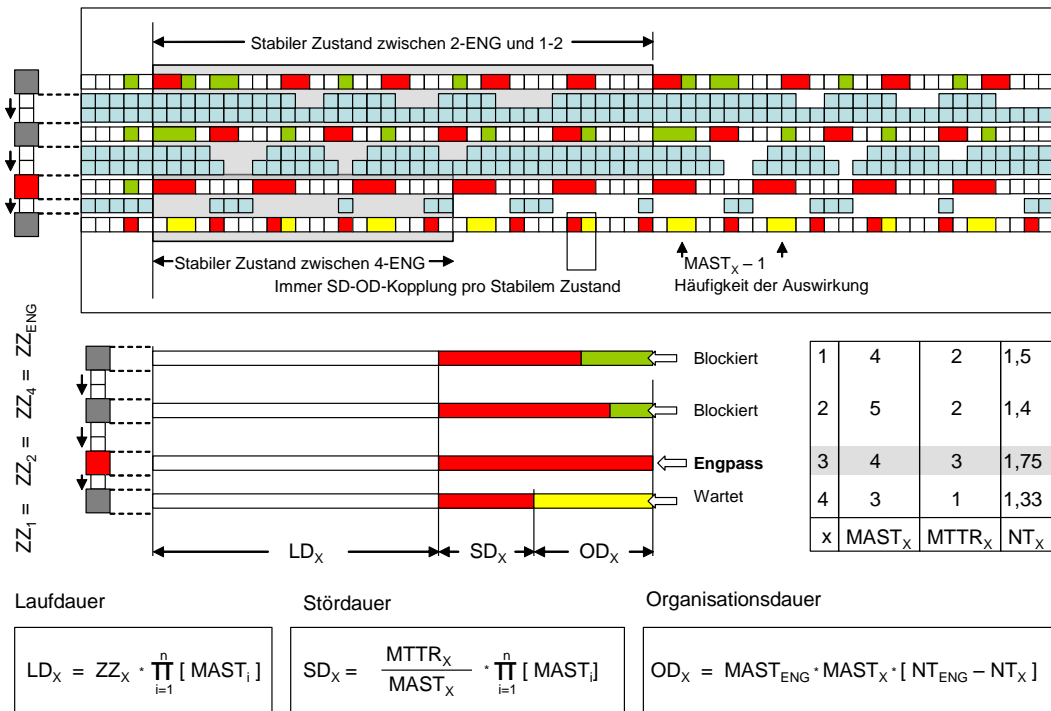 Stabiler Zustand zwischen 2-ENG und 1-2
Stabiler Zustand zwischen 4-ENG
Immer SD-OD-Kopplung pro Stabilem Zustand
MAST_X – 1
Häufigkeit der Auswirkung
ZZ_1 = ZZ_2 = ZZ_4 = ZZ_ENG
Blockiert
Blockiert
Engpass
Wartet
LD_X
SD_X
OD_X
1 4 2 1,5
2 5 2 1,4
3 4 3 1,75
4 3 1 1,33
x MAST_X MTTR_X NT_X
Laufdauer
LD_X = ZZ_X * ∏ i=1 n [ MAST_i ]
Stördauer
SD_X = MTTR_X / MAST_X * ∏ i=1 n [ MAST_i]
Organisationsdauer
OD_X = MAST_ENG * MAST_X * [ NT_ENG – NT_X ]